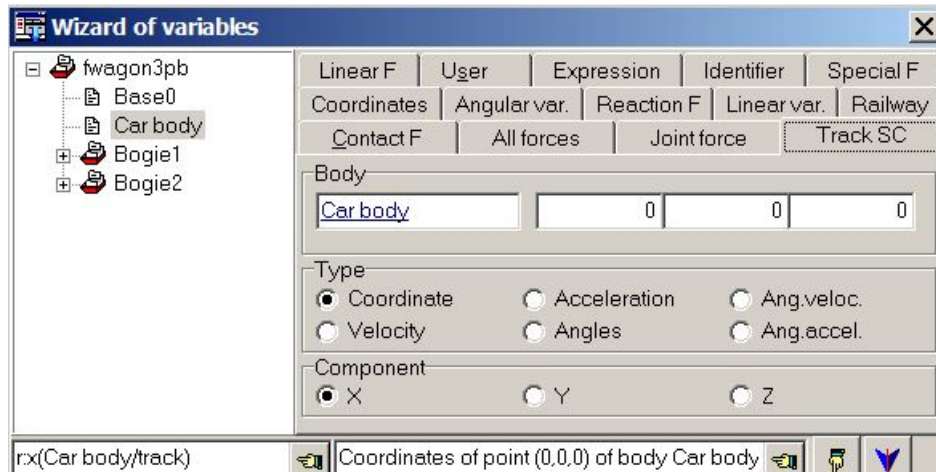 Wizard of variables
fwagon3pb
Base0
Car body
Bogie1
Bogie2
Linear F User Expression Identifier Special F
Coordinates Angular var. Reaction F Linear var. Railway
Contact F All forces Joint force Track SC
Body
Car body 0 0 0
Type
Coordinate Acceleration Ang.veloc.
Velocity Angles Ang.accel.
Component
X Y Z
r:x(Car body/track) Coordinates of point (0,0,0) of body Car body